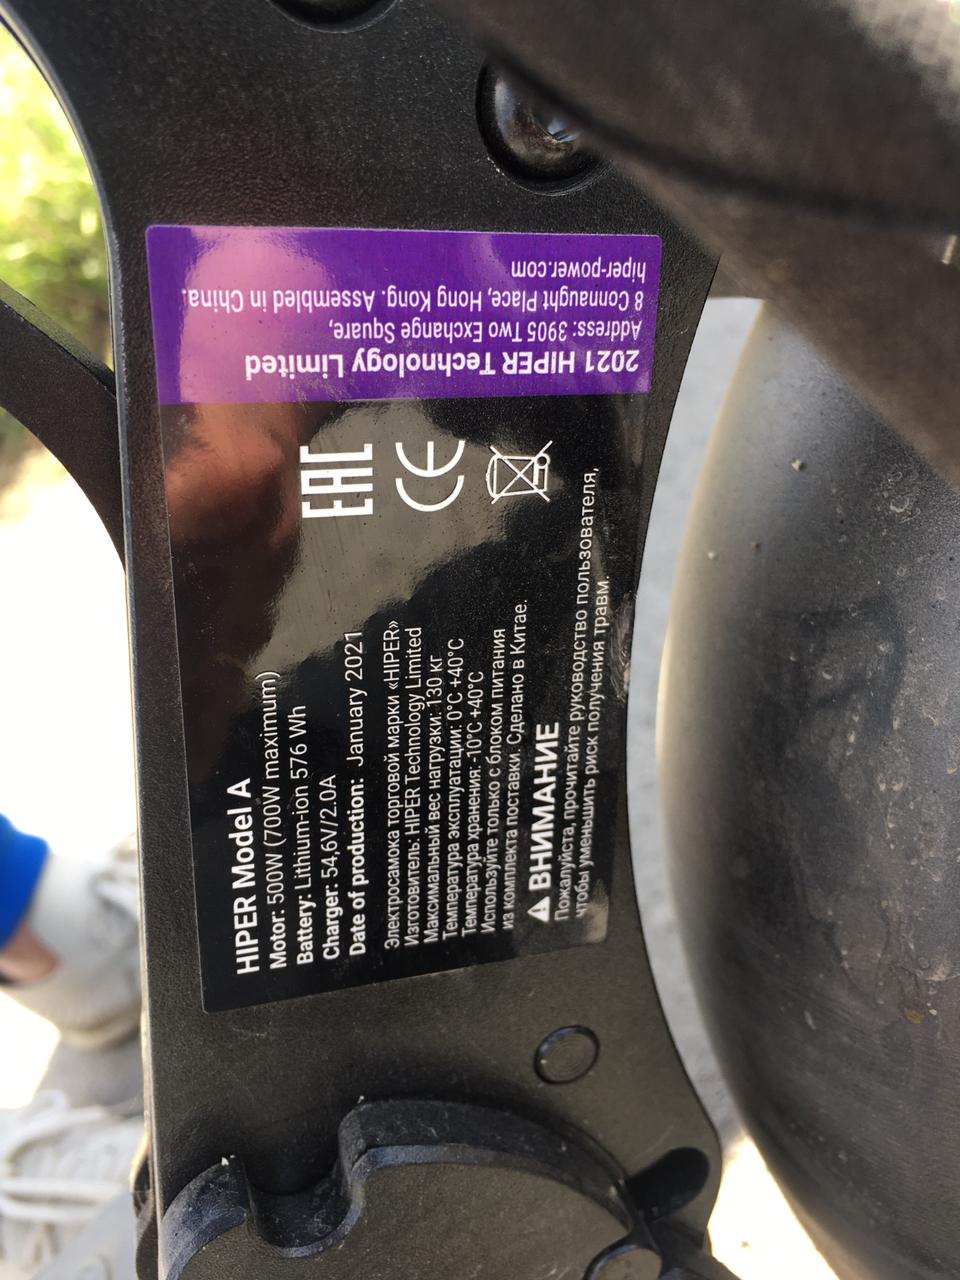 HIPER Model A
Motor: 500W (700W maximum)
Battery: Lithium-ion 576 Wh
Charger: 54,6V/2.0A
Date of production: January 2021
Электросамокта торговой марки «HIPER»
Изготовитель: HIPER Technology Limited
Максимальный вес нагрузки: 130 кг
Температура эксплуатации: 0°C +40°C
Температура хранения: -10°C +40°C
Используйте только с блоком питания
из комплекта поставки. Сделано в Китае.
ВНИМАНИЕ
Пожалуйста, прочитайте руководство пользователя,
чтобы уменьшить риск получения травм.
EAC
CE
2021 HIPER Technology Limited
Address: 3905 Two Exchange Square,
8 Connaught Place, Hong Kong. Assembled in China.
hiper-power.com